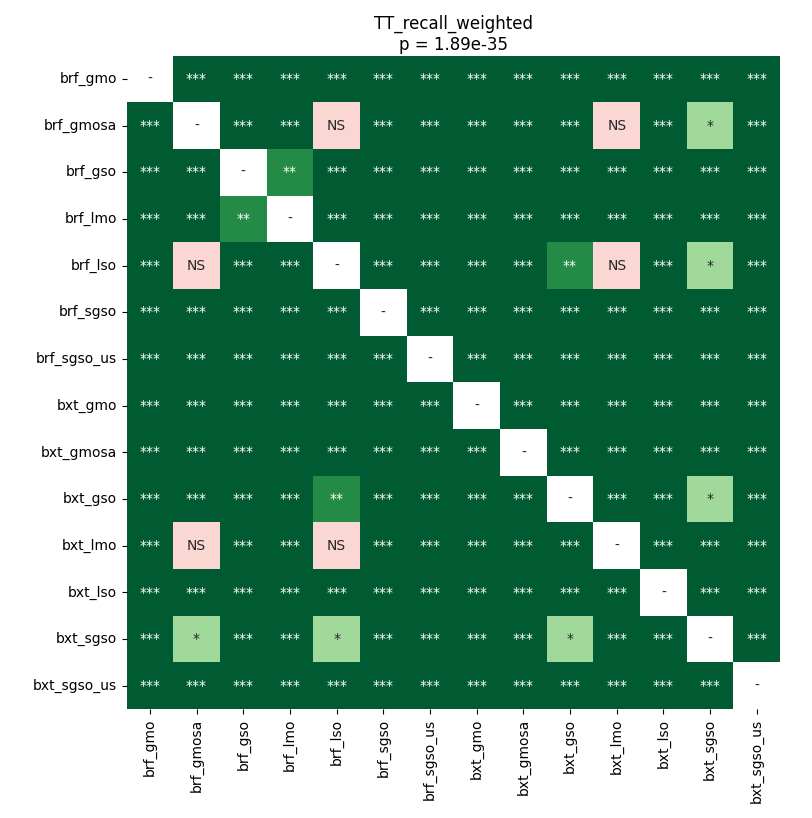 TT_recall_weighted
p = 1.89e-35
brf_gmo - *** *** *** *** *** *** *** *** *** *** *** *** ***
brf_gmosa *** - *** *** NS *** *** *** *** *** NS *** * ***
brf_gso *** *** - ** *** *** *** *** *** *** *** *** *** ***
brf_lmo *** *** ** - *** *** *** *** *** *** *** *** *** ***
brf_lso *** NS *** *** - *** *** *** *** ** NS *** * ***
brf_sgso *** *** *** *** *** - *** *** *** *** *** *** *** ***
brf_sgso_us *** *** *** *** *** *** - *** *** *** *** *** *** ***
bxt_gmo *** *** *** *** *** *** *** - *** *** *** *** *** ***
bxt_gmosa *** *** *** *** *** *** *** *** - *** *** *** *** ***
bxt_gso *** *** *** *** ** *** *** *** *** - *** *** * ***
bxt_lmo *** NS *** *** NS *** *** *** *** *** - *** *** ***
bxt_lso *** *** *** *** *** *** *** *** *** *** *** - *** ***
bxt_sgso *** * *** *** * *** *** *** *** * *** *** - ***
bxt_sgso_us *** *** *** *** *** *** *** *** *** *** *** *** *** -
brf_gmo brf_gmosa brf_gso brf_lmo brf_lso brf_sgso brf_sgso_us bxt_gmo bxt_gmosa bxt_gso bxt_lmo bxt_lso bxt_sgso bxt_sgso_us